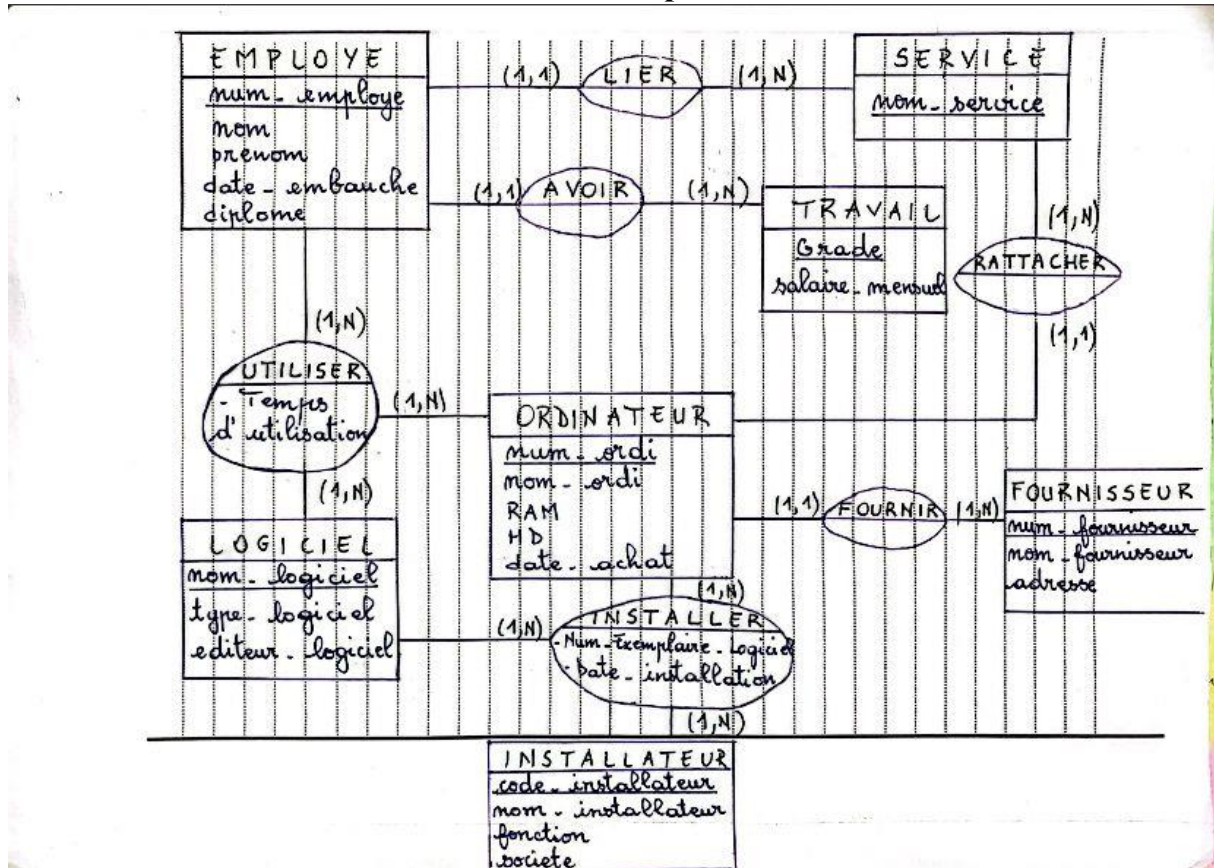 EMPLOYE
num_employe
nom
prenom
date_embauche
diplome
(1,1)
LIER
(1,N)
SERVICE
nom_service
(1,1)
AVOIR
(1,N)
TRAVAIL
Grade
salaire_mensuel
(1,N)
RATTACHER
(1,1)
(1,N)
UTILISER
- Temps
d'utilisation
(1,N)
(1,N)
ORDINATEUR
num_ordi
nom_ordi
RAM
HD
date_achat
(1,1)
FOURNIR
(1,N)
FOURNISSEUR
num_fournisseur
nom_fournisseur
adresse
LOGICIEL
nom_logiciel
type_logiciel
editeur_logiciel
(1,N)
(1,N)
INSTALLER
-Num_Exemplaire_Logiciel
-Date_installation
(1,N)
INSTALLATEUR
code_installateur
nom_installateur
fonction
societe